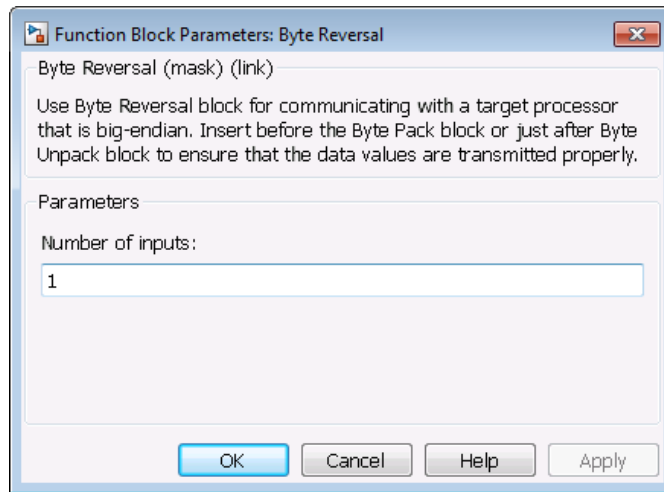 Function Block Parameters: Byte Reversal
Byte Reversal (mask) (link)
Use Byte Reversal block for communicating with a target processor
that is big-endian. Insert before the Byte Pack block or just after Byte
Unpack block to ensure that the data values are transmitted properly.
Parameters
Number of inputs:
1
OK Cancel Help Apply